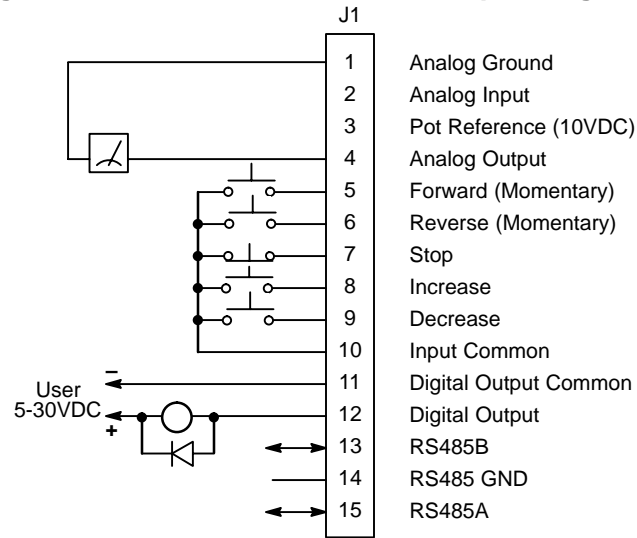 J1
1 Analog Ground
2 Analog Input
3 Pot Reference (10VDC)
4 Analog Output
5 Forward (Momentary)
6 Reverse (Momentary)
7 Stop
8 Increase
9 Decrease
10 Input Common
11 Digital Output Common
12 Digital Output
13 RS485B
14 RS485 GND
15 RS485A
User
5-30VDC
–
+